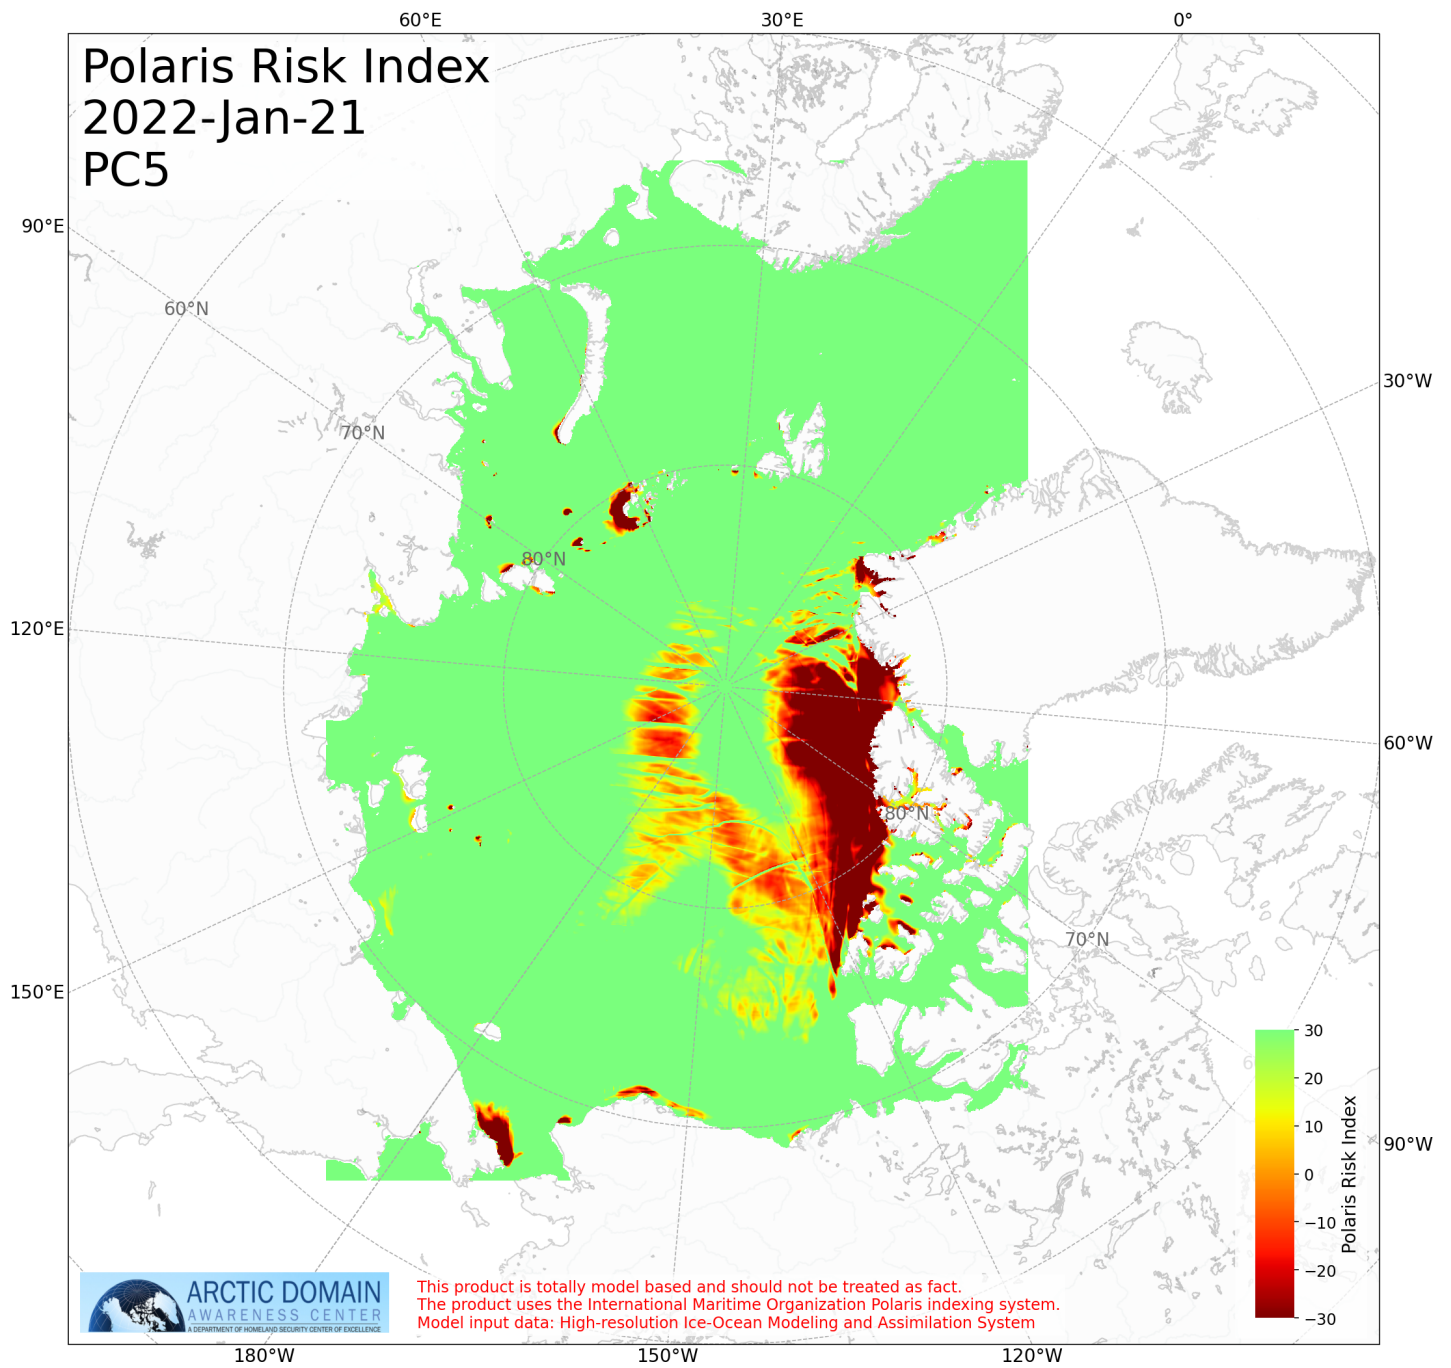 60°E
30°E
0°
Polaris Risk Index
2022-Jan-21
PC5
90°E
60°N
30°W
70°N
80°N
120°E
60°W
80°N
70°N
150°E
30
20
10
0
−10
−20
−30
Polaris Risk Index
90°W
ARCTIC DOMAIN
AWARENESS CENTER
A DEPARTMENT OF HOMELAND SECURITY CENTER OF EXCELLENCE
This product is totally model based and should not be treated as fact.
The product uses the International Maritime Organization Polaris indexing system.
Model input data: High-resolution Ice-Ocean Modeling and Assimilation System
180°W
150°W
120°W